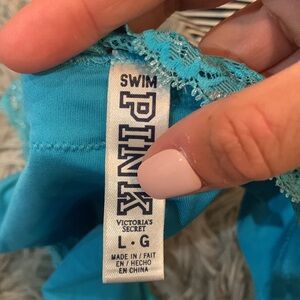 SWIM
PINK
VICTORIA'S
SECRET
L • G
MADE IN / FAIT
EN / HECHO
EN CHINA